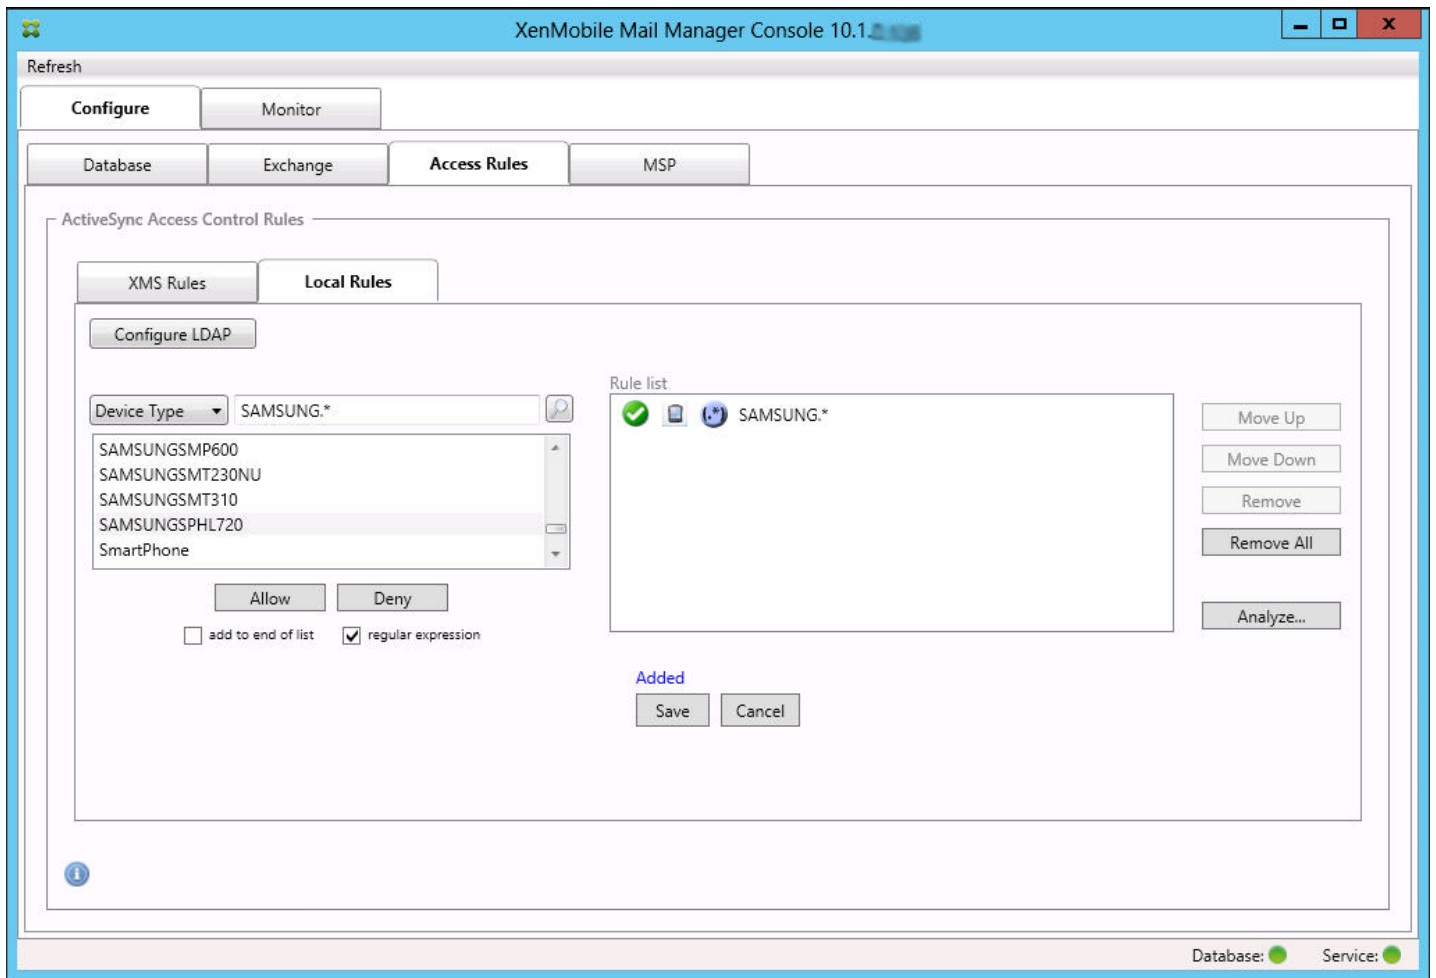 XenMobile Mail Manager Console 10.1.
Refresh
Configure
Monitor
Database
Exchange
Access Rules
MSP
ActiveSync Access Control Rules
XMS Rules
Local Rules
Configure LDAP
Rule list
Device Type
SAMSUNG.*
(.*) SAMSUNG.*
SAMSUNGSMP600
SAMSUNGSMT230NU
SAMSUNGSMT310
SAMSUNGSPHL720
SmartPhone
Move Up
Move Down
Remove
Remove All
Analyze...
Allow
Deny
add to end of list
regular expression
Added
Save
Cancel
Database:
Service: